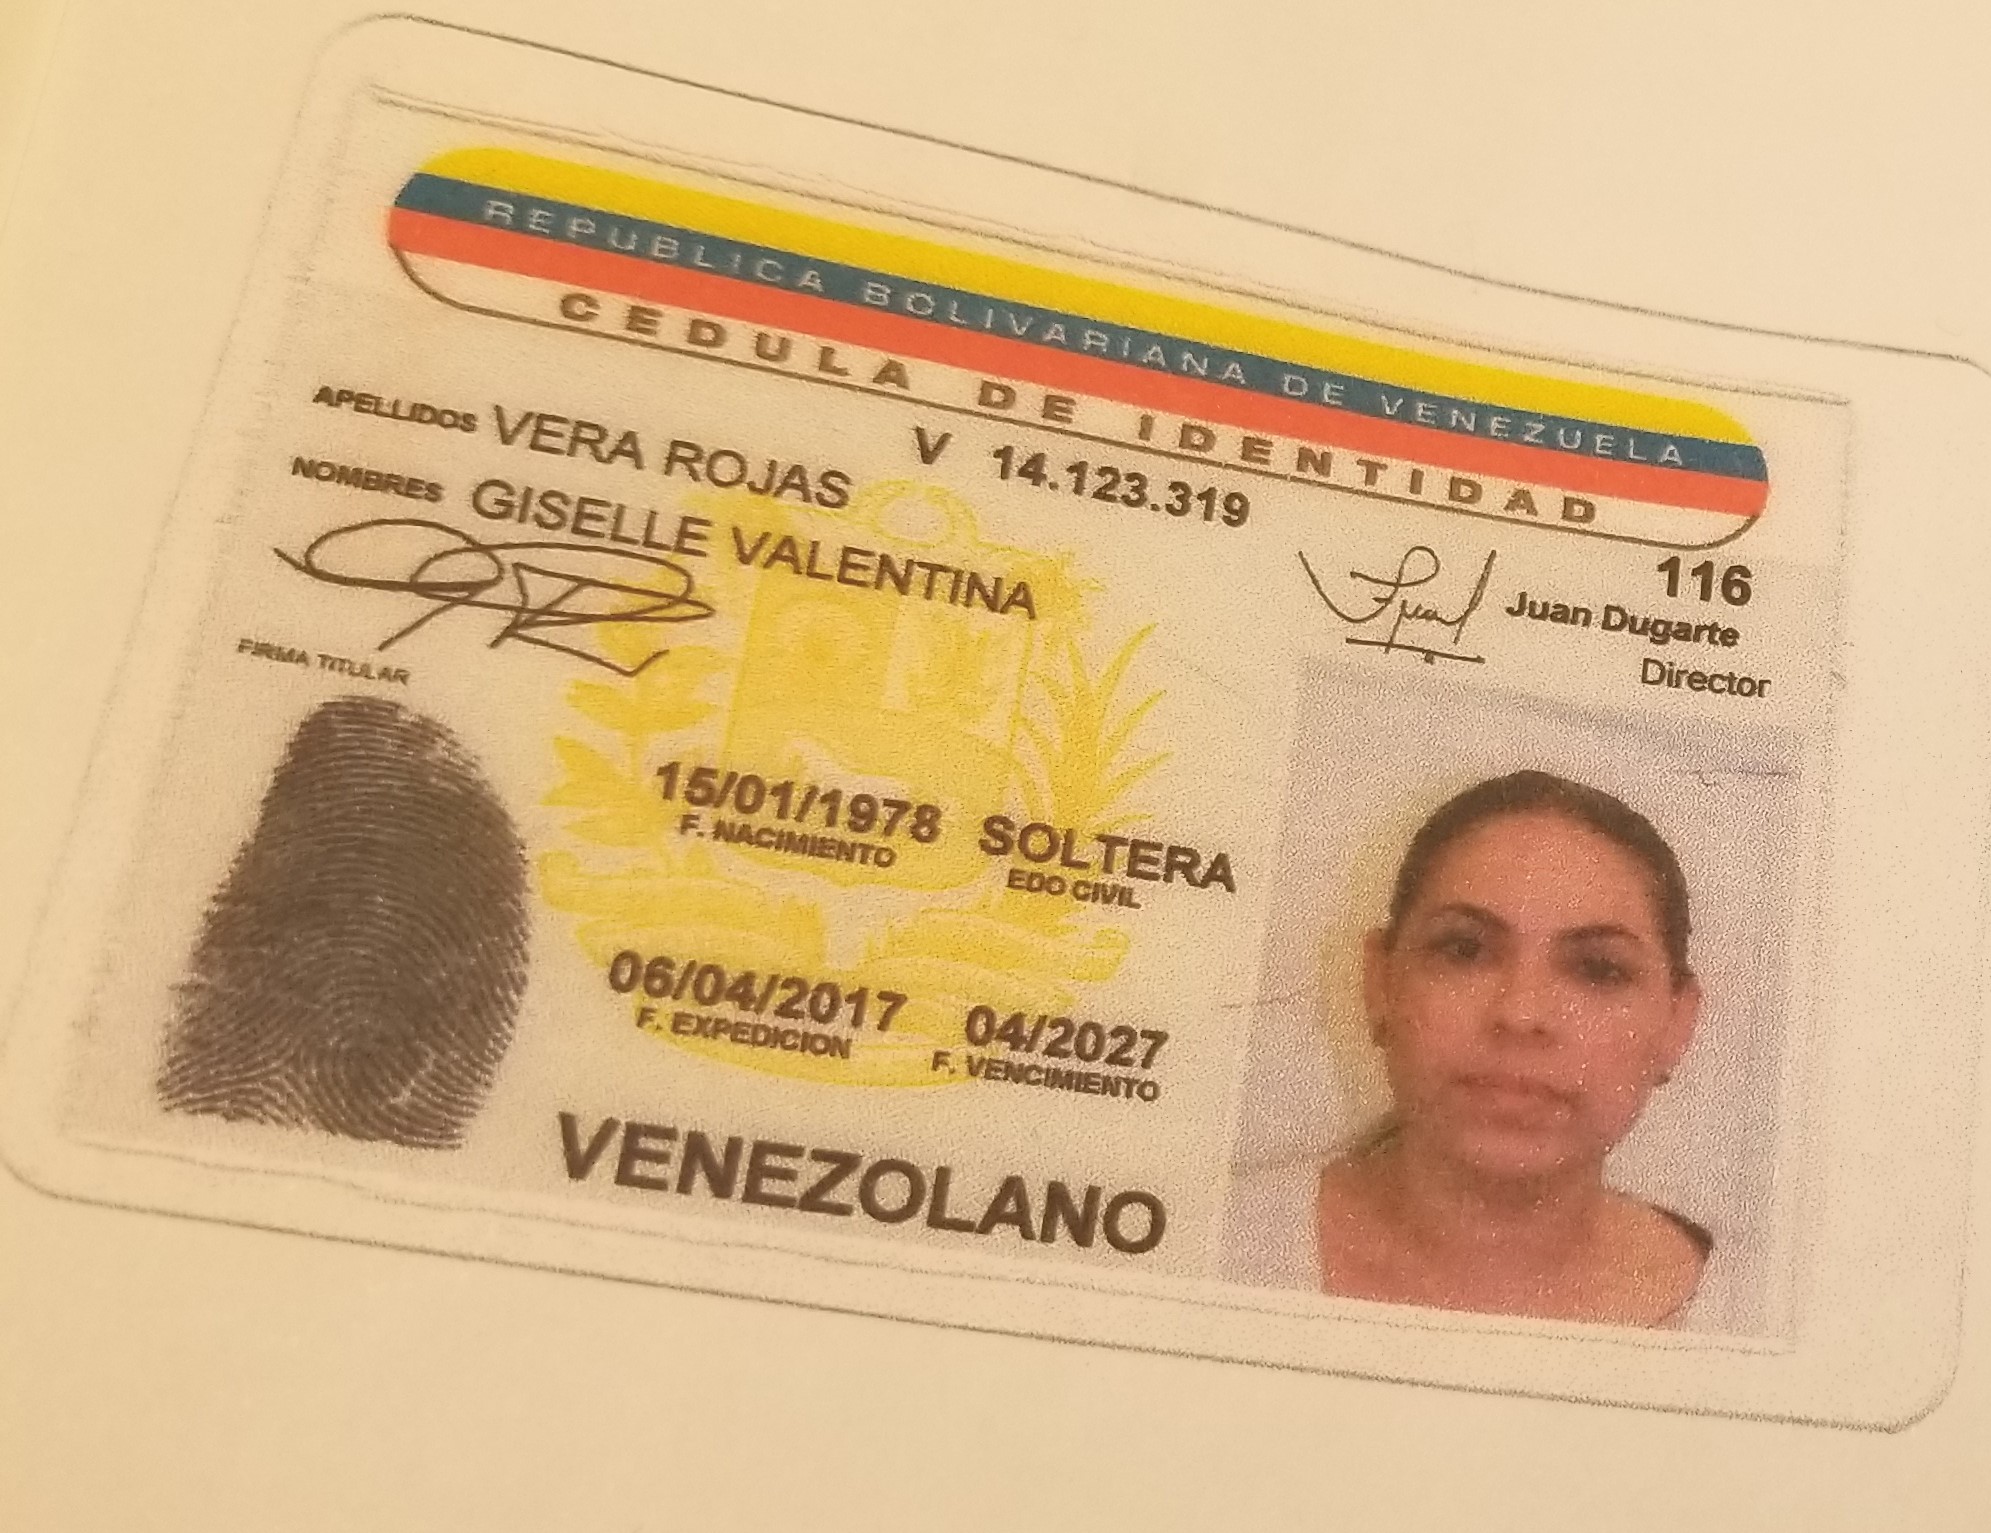 REPUBLICA BOLIVARIANA DE VENEZUELA
CEDULA DE IDENTIDAD
APELLIDOS VERA ROJAS
V 14.123.319
NOMBRES GISELLE VALENTINA
116
Juan Dugarte
Director
FIRMA TITULAR
15/01/1978 SOLTERA
F. NACIMIENTO EDO CIVIL
06/04/2017 04/2027
F. EXPEDICION F. VENCIMIENTO
VENEZOLANO